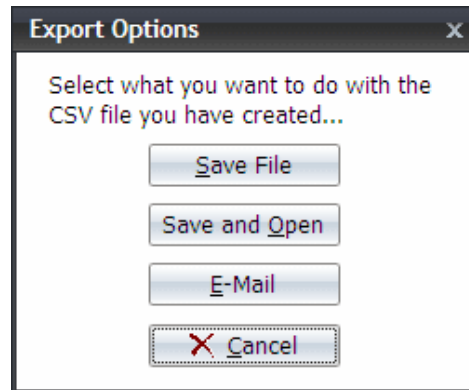 Export Options
Select what you want to do with the
CSV file you have created...
Save File
Save and Open
E-Mail
Cancel